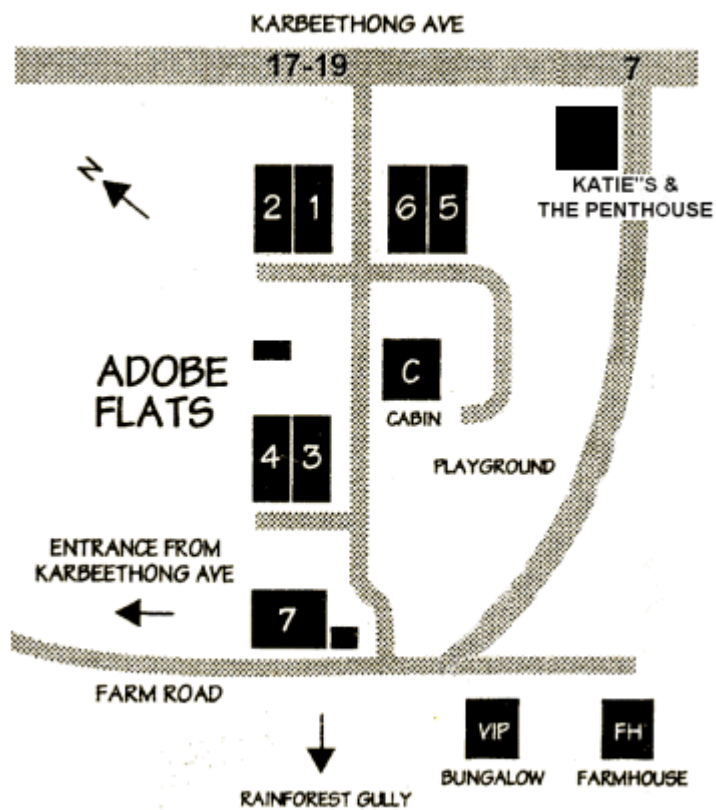 KARBEETHONG AVE
17-19
7
N
KATIE"S &
THE PENTHOUSE
2 1
6 5
ADOBE
FLATS
C
CABIN
4 3
PLAYGROUND
ENTRANCE FROM
KARBEETHONG AVE
7
FARM ROAD
VIP
BUNGALOW
FH
FARMHOUSE
RAINFOREST GULLY